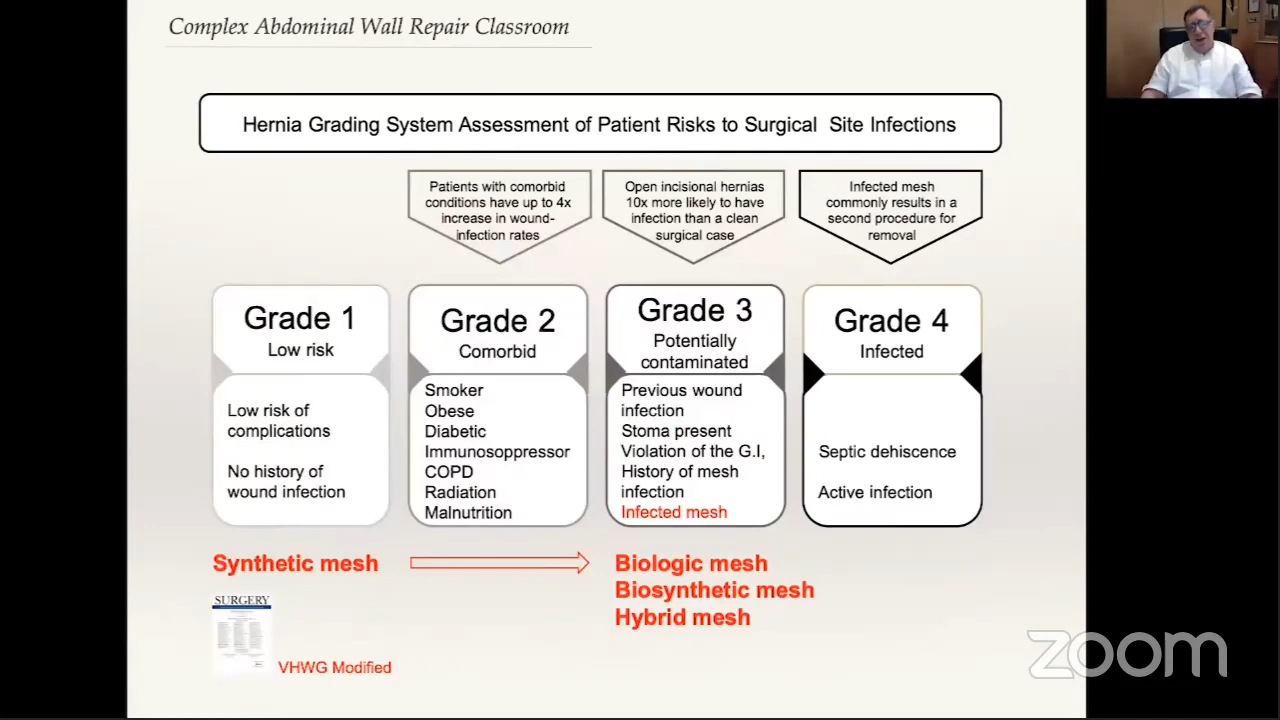 Complex Abdominal Wall Repair Classroom
Hernia Grading System Assessment of Patient Risks to Surgical Site Infections
Patients with comorbid
conditions have up to 4x
increase in wound-
infection rates
Open incisional hernias
10x more likely to have
infection than a clean
surgical case
Infected mesh
commonly results in a
second procedure for
removal
Grade 1
Low risk
Low risk of
complications
No history of
wound infection
Grade 2
Comorbid
Smoker
Obese
Diabetic
Immunosoppressor
COPD
Radiation
Malnutrition
Grade 3
Potentially
contaminated
Previous wound
infection
Stoma present
Violation of the G.I,
History of mesh
infection
Infected mesh
Grade 4
Infected
Septic dehiscence
Active infection
Synthetic mesh
Biologic mesh
Biosynthetic mesh
Hybrid mesh
SURGERY
VHWG Modified
zoom